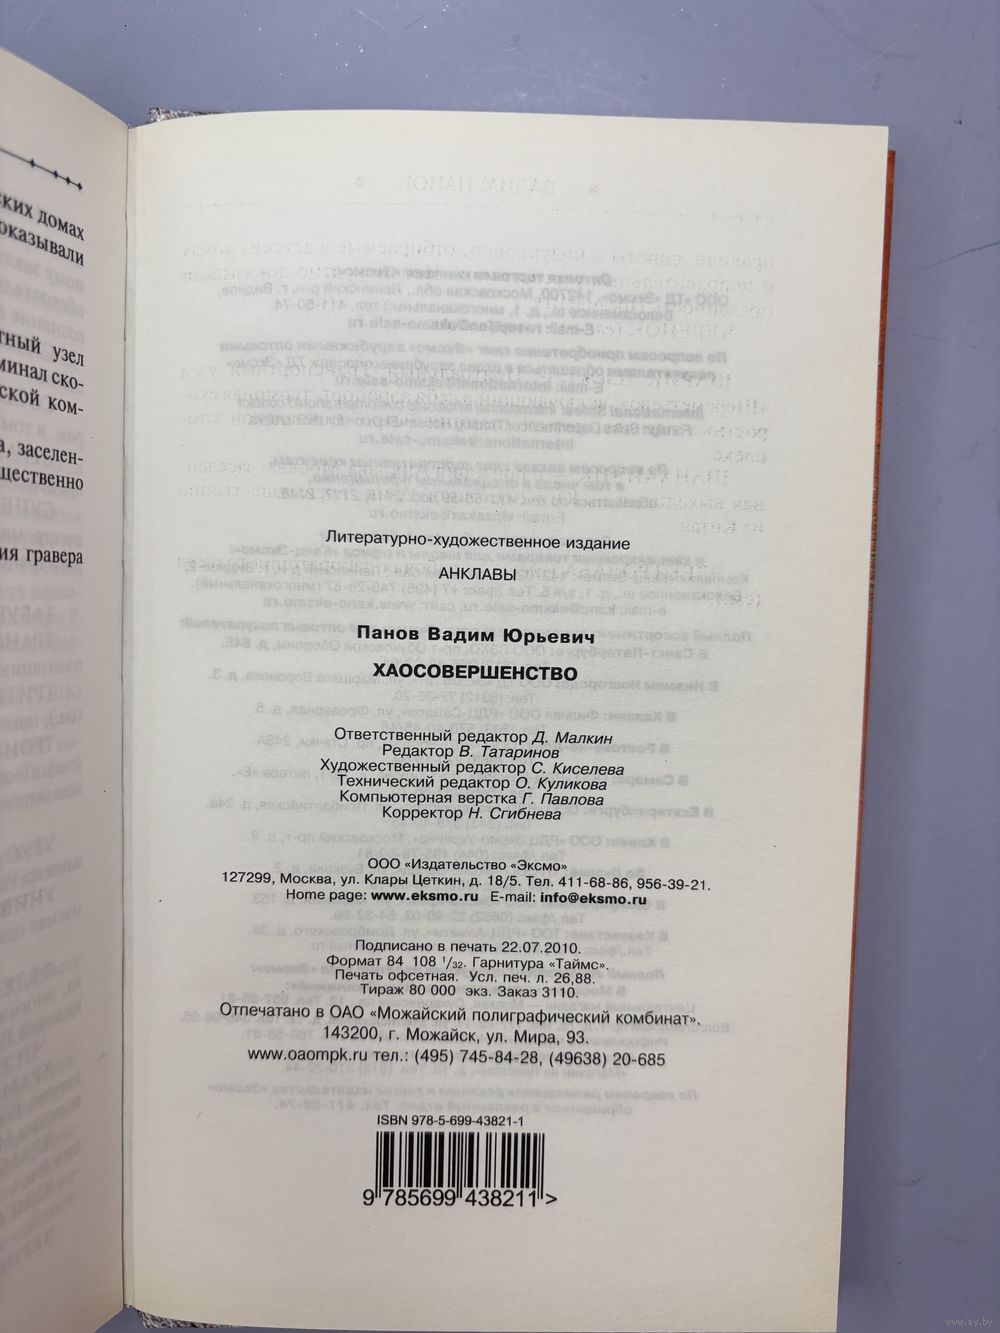 ских домах
оказывали
тный узел
минал ско-
ской ком-
а, заселен-
щественно
ия гравера
Литературно-художественное издание
АНКЛАВЫ
Панов Вадим Юрьевич
ХАОСОВЕРШЕНСТВО
Ответственный редактор Д. Малкин
Редактор В. Татаринов
Художественный редактор С. Киселева
Технический редактор О. Куликова
Компьютерная верстка Г. Павлова
Корректор Н. Сгибнева
ООО «Издательство «Эксмо»
127299, Москва, ул. Клары Цеткин, д. 18/5. Тел. 411-68-86, 956-39-21.
Home page: www.eksmo.ru E-mail: info@eksmo.ru
Подписано в печать 22.07.2010.
Формат 84 108 1/32. Гарнитура «Таймс».
Печать офсетная. Усл. печ. л. 26,88.
Тираж 80 000 экз. Заказ 3110.
Отпечатано в ОАО «Можайский полиграфический комбинат».
143200, г. Можайск, ул. Мира, 93.
www.oaompk.ru тел.: (495) 745-84-28, (49638) 20-685
ISBN 978-5-699-43821-1
9 785699 438211 >
www.ay.by